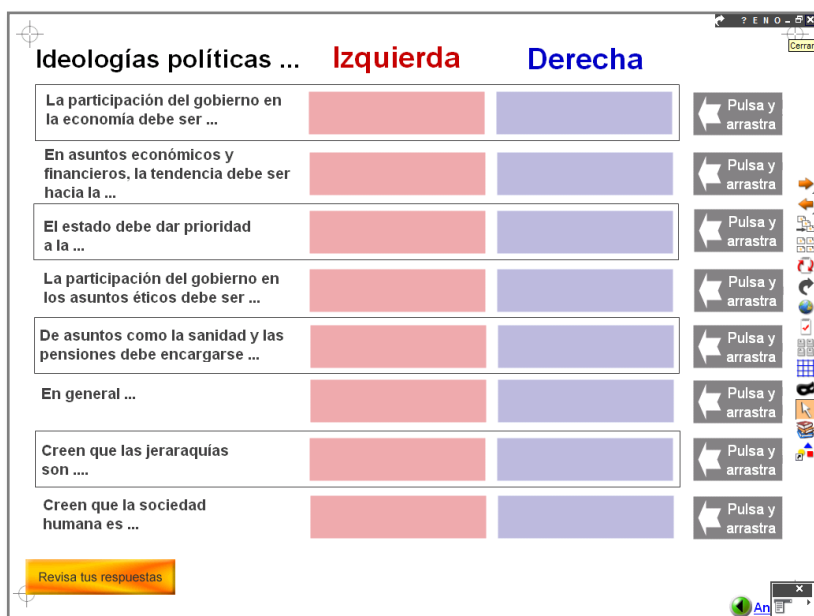 ? E N O
Cerrar
Ideologías políticas ...
Izquierda
Derecha
La participación del gobierno en
la economía debe ser ...
Pulsa y
arrastra
En asuntos económicos y
financieros, la tendencia debe ser
hacia la ...
Pulsa y
arrastra
El estado debe dar prioridad
a la ...
Pulsa y
arrastra
La participación del gobierno en
los asuntos éticos debe ser ...
Pulsa y
arrastra
De asuntos como la sanidad y las
pensiones debe encargarse ...
Pulsa y
arrastra
En general ...
Pulsa y
arrastra
Creen que las jeraraquías
son ....
Pulsa y
arrastra
Creen que la sociedad
humana es ...
Pulsa y
arrastra
Revisa tus respuestas
An